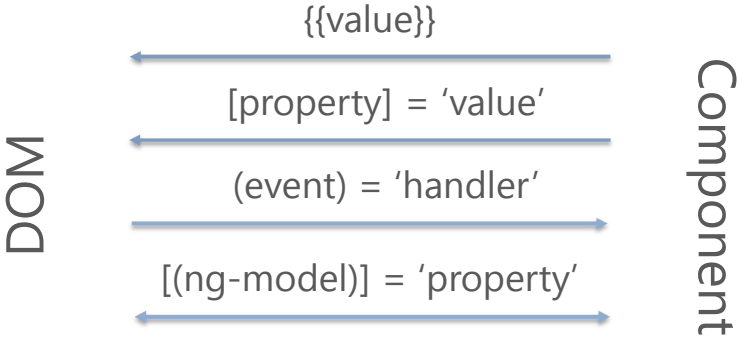 {{value}}
[property] = ‘value’
(event) = ‘handler’
[(ng-model)] = ‘property’
DOM
Component